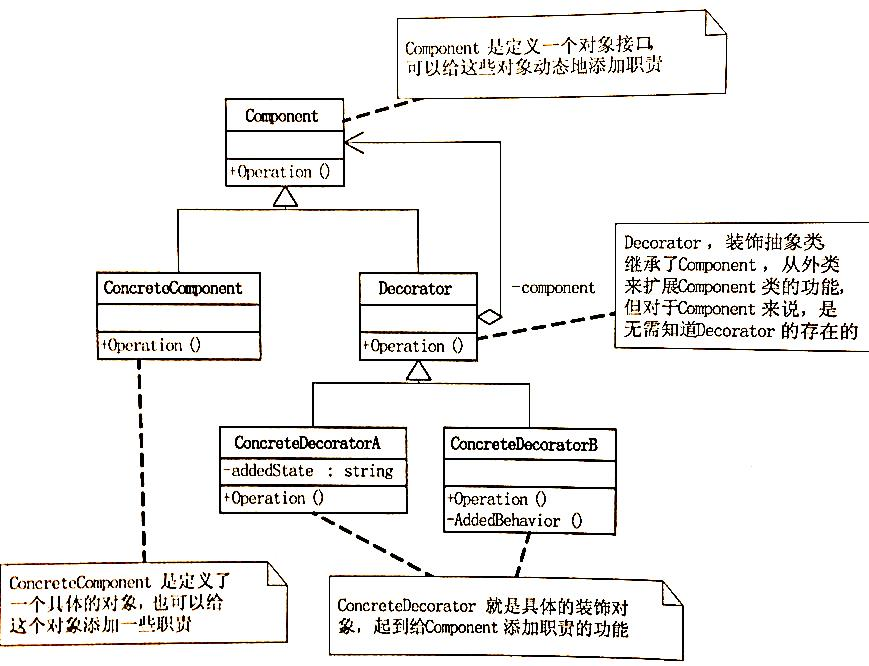 Component 是定义一个对象接口,
可以给这些对象动态地添加职责
Component
+Operation ()
Decorator, 装饰抽象类,
继承了Component, 从外类
来扩展Component 类的功能,
但对于Component 来说, 是
无需知道Decorator 的存在的
ConcreteComponent
+Operation ()
Decorator
+Operation ()
-component
ConcreteDecoratorA
-addedState : string
+Operation ()
ConcreteDecoratorB
+Operation ()
-AddedBehavior ()
ConcreteComponent 是定义了
一个具体的对象, 也可以给
这个对象添加一些职责
ConcreteDecorator 就是具体的装饰对
象, 起到给Component 添加职责的功能